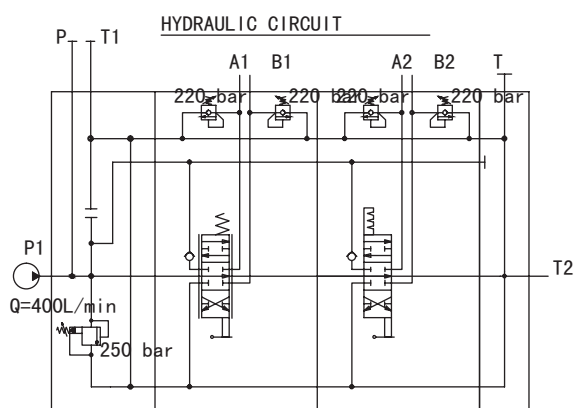 HYDRAULIC CIRCUIT
P T1
A1 B1 A2 B2 T
220 bar 220 bar 220 bar 220 bar
P1
T2
Q=400L/min
250 bar